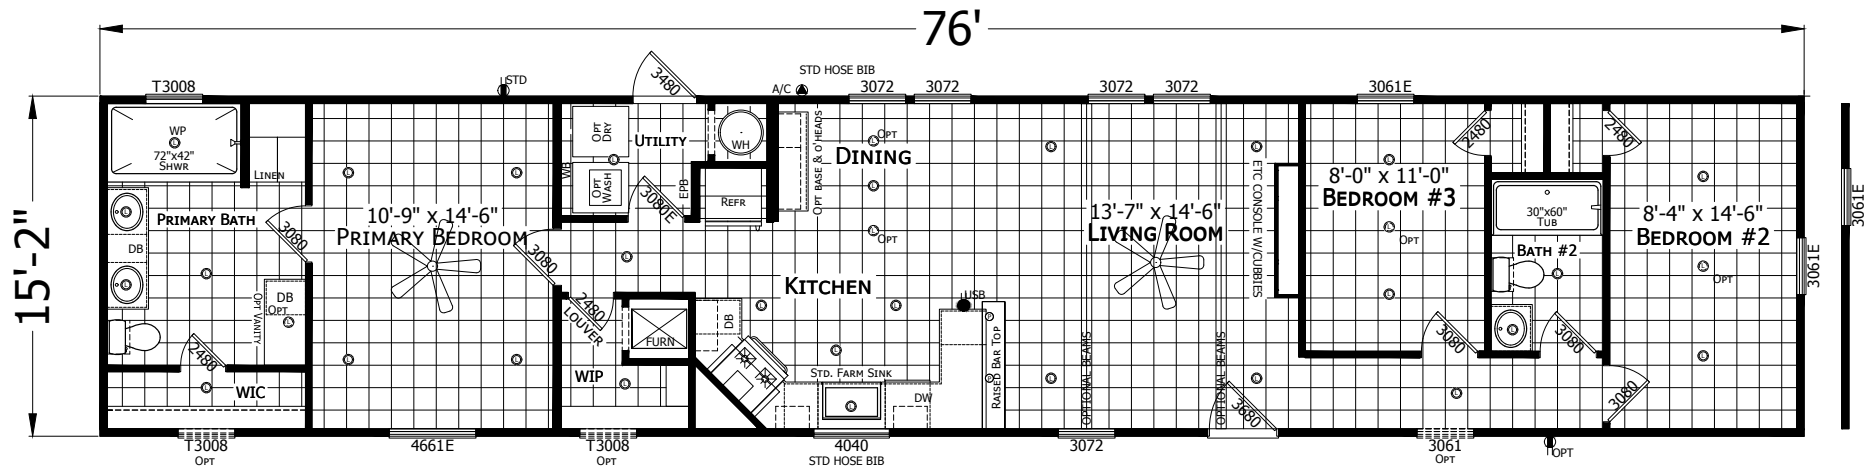 76'
15'-2"
T3008
STD
3480
STD HOSE BIB
A/C
3072
3072
3072
3072
3061E
WP
72"x42"
SHWR
LINEN
PRIMARY BATH
DB
3080
DB
OPT
OPT VANITY
2480
WIC
10'-9" x 14'-6"
PRIMARY BEDROOM
3080
OPT
DRY
UTILITY
WH
WB
OPT
WASH
3080E
EPB
REFR
2480
LOUVER
FURN
WIP
OPT BASE & O'HEADS
OPT
DINING
OPT
KITCHEN
DB
USB
STD. FARM SINK
DW
RAISED BAR TOP
13'-7" x 14'-6"
LIVING ROOM
OPTIONAL BEAMS
OPTIONAL BEAMS
ETC CONSOLE W/CUBBIES
3680
8'-0" x 11'-0"
BEDROOM #3
OPT
2480
3080
2480
30"x60"
TUB
BATH #2
3080
8'-4" x 14'-6"
BEDROOM #2
OPT
3080
3061E
3061E
T3008
OPT
4661E
T3008
OPT
4040
STD HOSE BIB
3072
3061
OPT
OPT